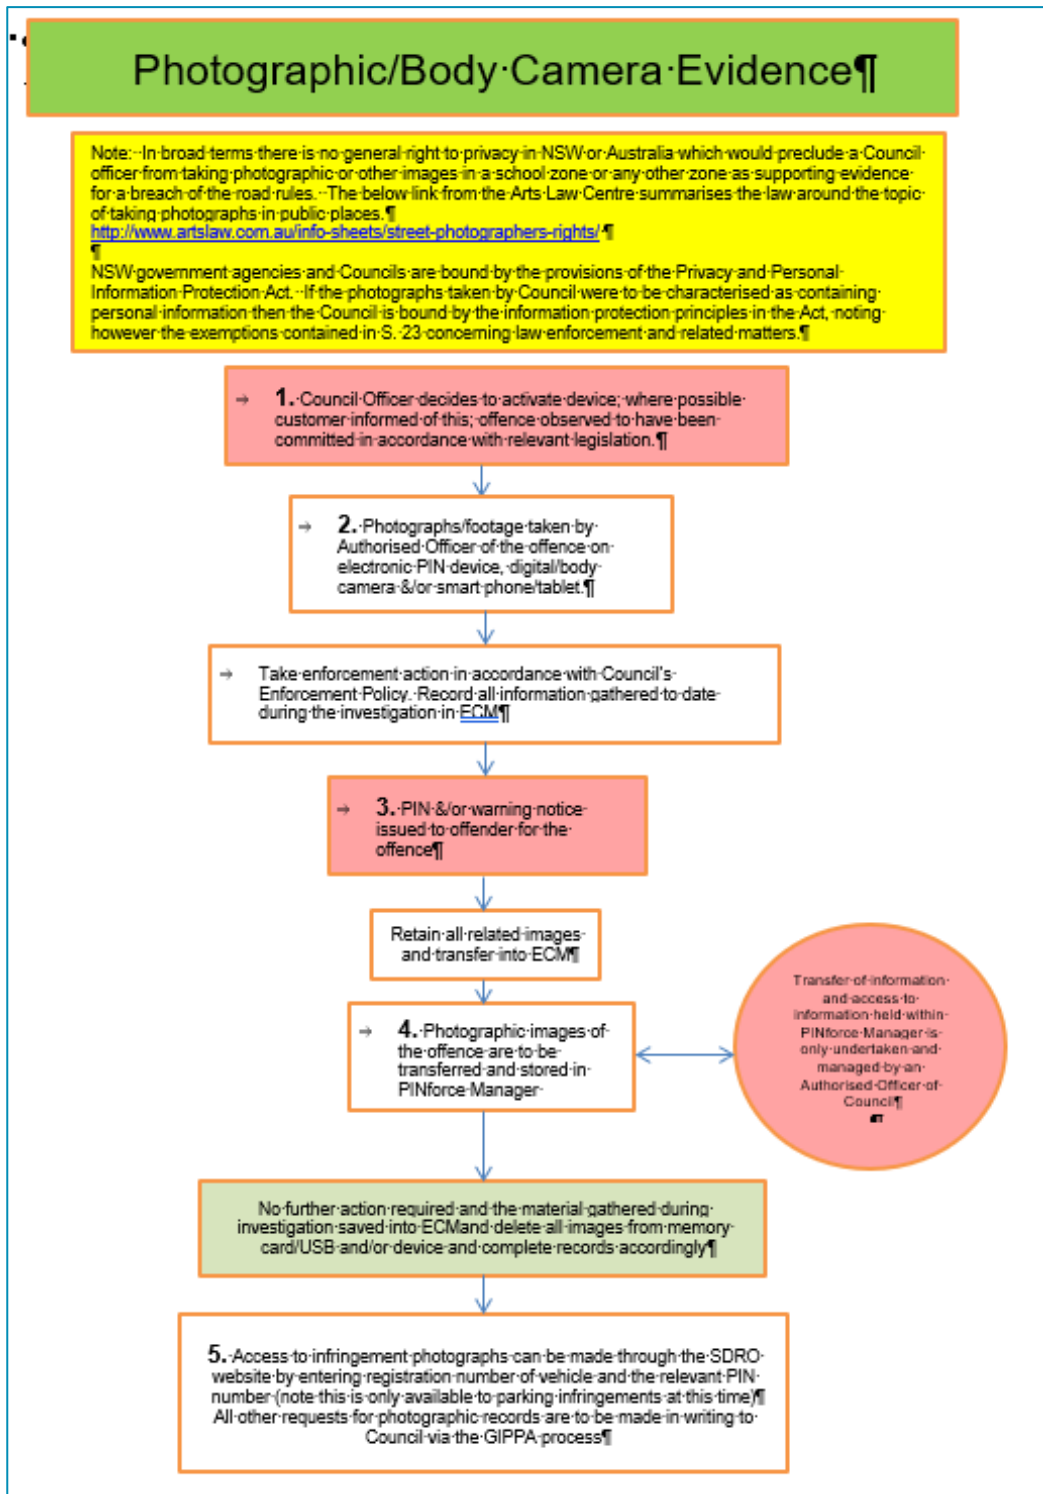 Photographic/Body·Camera·Evidence¶
Note:··In·broad·terms·there·is·no·general·right·to·privacy·in·NSW·or·Australia·which·would·preclude·a·Council·
officer·from·taking·photographic·or·other·images·in·a·school·zone·or·any·other·zone·as·supporting·evidence·
for·a·breach·of·the·road·rules.··The·below·link·from·the·Arts·Law·Centre·summarises·the·law·around·the·topic·
of·taking·photographs·in·public·places.¶
http://www.artslaw.com.au/info-sheets/street-photographers-rights/·¶
¶
NSW·government·agencies·and·Councils·are·bound·by·the·provisions·of·the·Privacy·and·Personal·
Information·Protection·Act.··If·the·photographs·taken·by·Council·were·to·be·characterised·as·containing·
personal·information·then·the·Council·is·bound·by·the·information·protection·principles·in·the·Act,·noting·
however·the·exemptions·contained·in·S.·23·concerning·law·enforcement·and·related·matters.¶
→ 1.·Council·Officer·decides·to·activate·device;·where·possible·
customer·informed·of·this;·offence·observed·to·have·been·
committed·in·accordance·with·relevant·legislation.¶
→ 2.·Photographs/footage·taken·by·
Authorised·Officer·of·the·offence·on·
electronic·PIN·device,·digital/body·
camera·&/or·smart·phone/tablet.¶
→ Take·enforcement·action·in·accordance·with·Council's·
Enforcement·Policy.·Record·all·information·gathered·to·date·
during·the·investigation·in·ECM¶
→ 3.·PIN·&/or·warning·notice·
issued·to·offender·for·the·
offence¶
Retain·all·related·images·
and·transfer·into·ECM¶
→ 4.·Photographic·images·of·
the·offence·are·to·be·
transferred·and·stored·in·
PINforce·Manager·
Transfer·of·information·
and·access·to·
information·held·within·
PINforce·Manager·is·
only·undertaken·and·
managed·by·an·
Authorised·Officer·of·
Council¶
¶
No·further·action·required·and·the·material·gathered·during·
investigation·saved·into·ECMand·delete·all·images·from·memory·
card/USB·and/or·device·and·complete·records·accordingly¶
5.·Access·to·infringement·photographs·can·be·made·through·the·SDRO·
website·by·entering·registration·number·of·vehicle·and·the·relevant·PIN·
number·(note·this·is·only·available·to·parking·infringements·at·this·time)¶
All·other·requests·for·photographic·records·are·to·be·made·in·writing·to·
Council·via·the·GIPPA·process¶